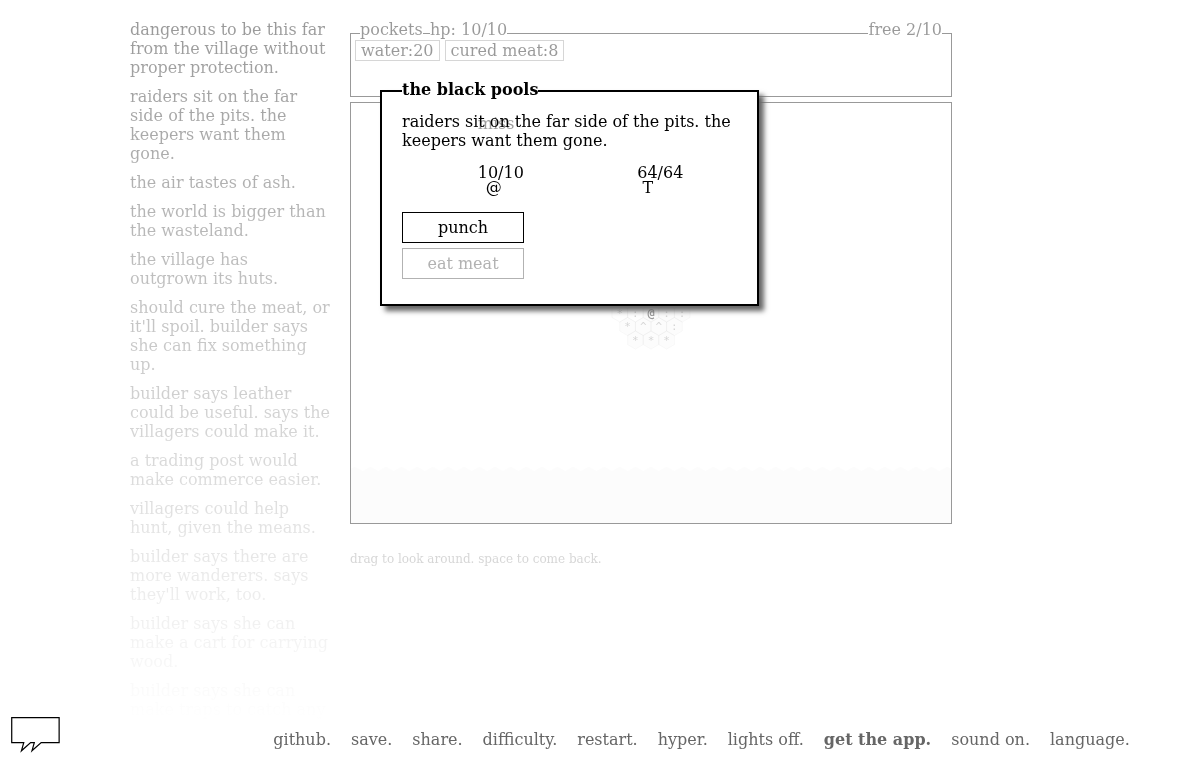 dangerous to be this far
from the village without
proper protection.
raiders sit on the far
side of the pits. the
keepers want them
gone.
the air tastes of ash.
the world is bigger than
the wasteland.
the village has
outgrown its huts.
should cure the meat, or
it'll spoil. builder says
she can fix something
up.
builder says leather
could be useful. says the
villagers could make it.
a trading post would
make commerce easier.
villagers could help
hunt, given the means.
builder says there are
more wanderers. says
they'll work, too.
builder says she can
make a cart for carrying
wood.
builder says she can
pockets hp: 10/10 free 2/10
water:20 cured meat:8
the black pools
raiders sit on the far side of the pits. the
keepers want them gone.
miss
10/10 64/64
@ T
punch
eat meat
* : @ : :
* ^ ^ :
* * *
drag to look around. space to come back.
github. save. share. difficulty. restart. hyper. lights off. get the app. sound on. language.